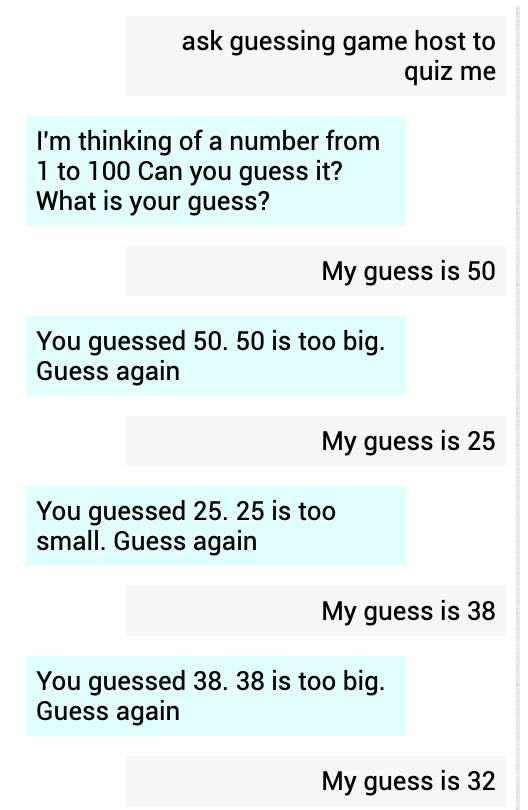 ask guessing game host to
quiz me
I'm thinking of a number from
1 to 100 Can you guess it?
What is your guess?
My guess is 50
You guessed 50. 50 is too big.
Guess again
My guess is 25
You guessed 25. 25 is too
small. Guess again
My guess is 38
You guessed 38. 38 is too big.
Guess again
My guess is 32